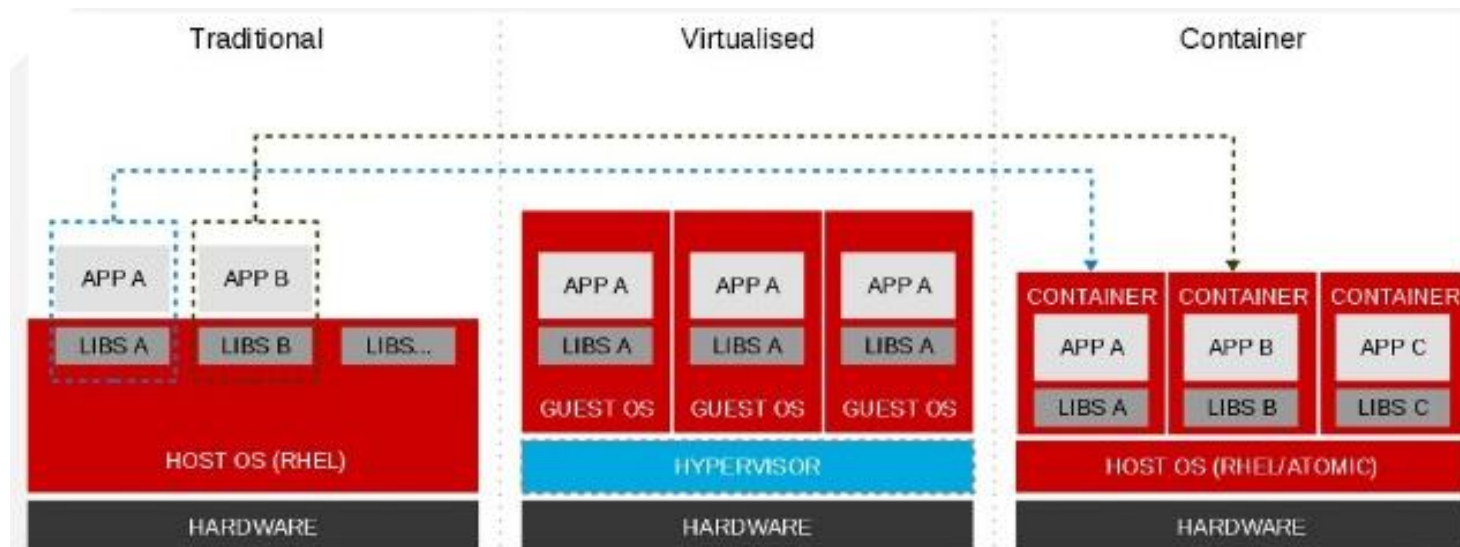 Traditional
Virtualised
Container
APP A
APP B
LIBS A
LIBS B
LIBS...
HOST OS (RHEL)
HARDWARE
APP A
APP A
APP A
LIBS A
LIBS A
LIBS A
GUEST OS
GUEST OS
GUEST OS
HYPERVISOR
HARDWARE
CONTAINER
CONTAINER
CONTAINER
APP A
APP B
APP C
LIBS A
LIBS B
LIBS C
HOST OS (RHEL/ATOMIC)
HARDWARE